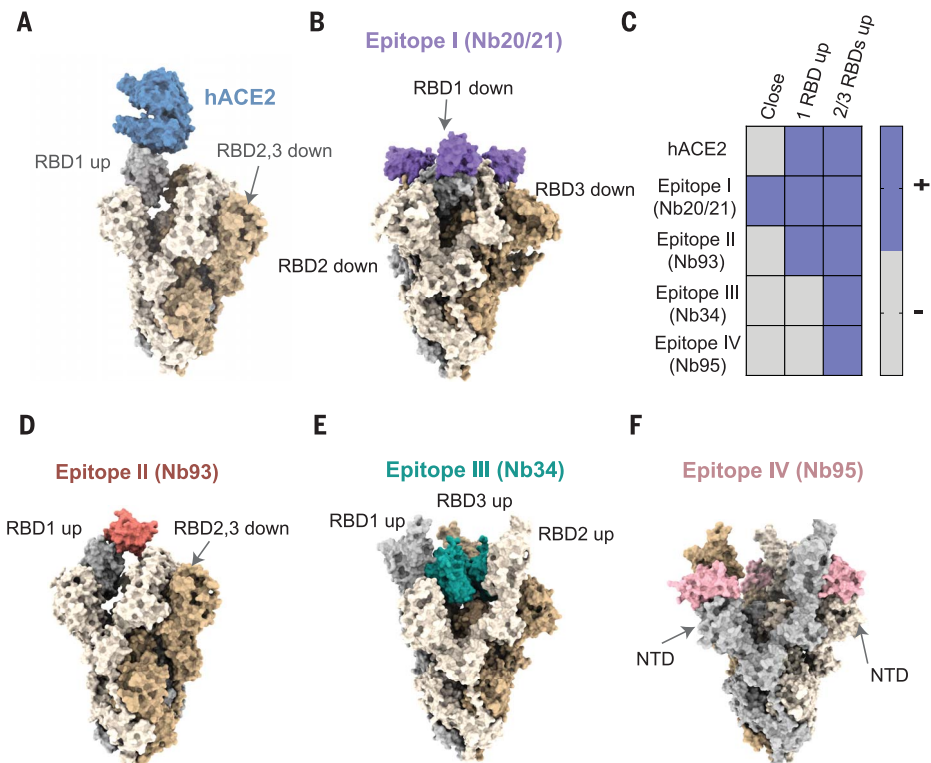 A
hACE2
RBD1 up
RBD2,3 down
B
Epitope I (Nb20/21)
RBD1 down
RBD3 down
RBD2 down
C
Close
1 RBD up
2/3 RBDs up
hACE2
Epitope I
(Nb20/21)
Epitope II
(Nb93)
Epitope III
(Nb34)
Epitope IV
(Nb95)
+
-
D
Epitope II (Nb93)
RBD1 up
RBD2,3 down
E
Epitope III (Nb34)
RBD3 up
RBD1 up
RBD2 up
F
Epitope IV (Nb95)
NTD
NTD